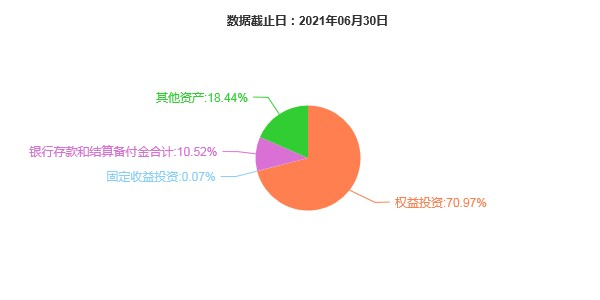 数据截止日：2021年06月30日
其他资产:18.44%
银行存款和结算备付金合计:10.52%
固定收益投资:0.07%
权益投资:70.97%